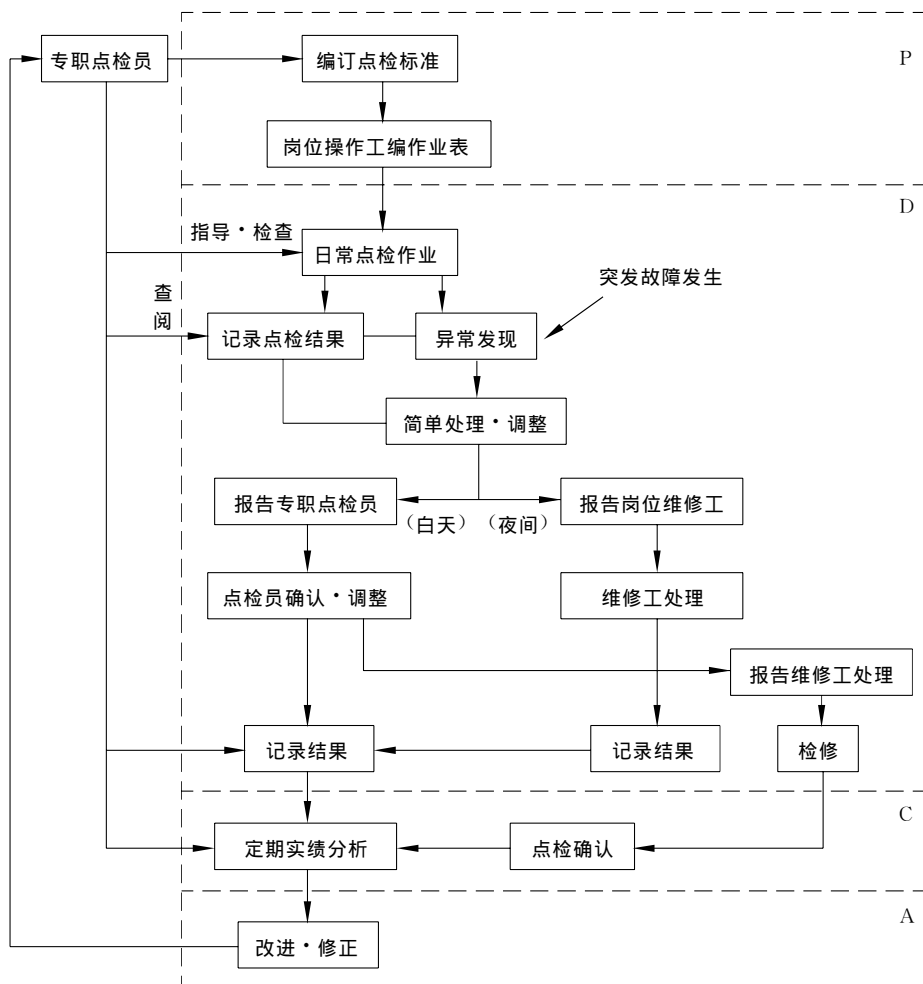 专职点检员
编订点检标准
P
岗位操作工编作业表
D
指导·检查
日常点检作业
突发故障发生
查
阅
记录点检结果
异常发现
简单处理·调整
报告专职点检员
报告岗位维修工
（白天）
（夜间）
点检员确认·调整
维修工处理
报告维修工处理
记录结果
记录结果
检修
C
定期实绩分析
点检确认
A
改进·修正